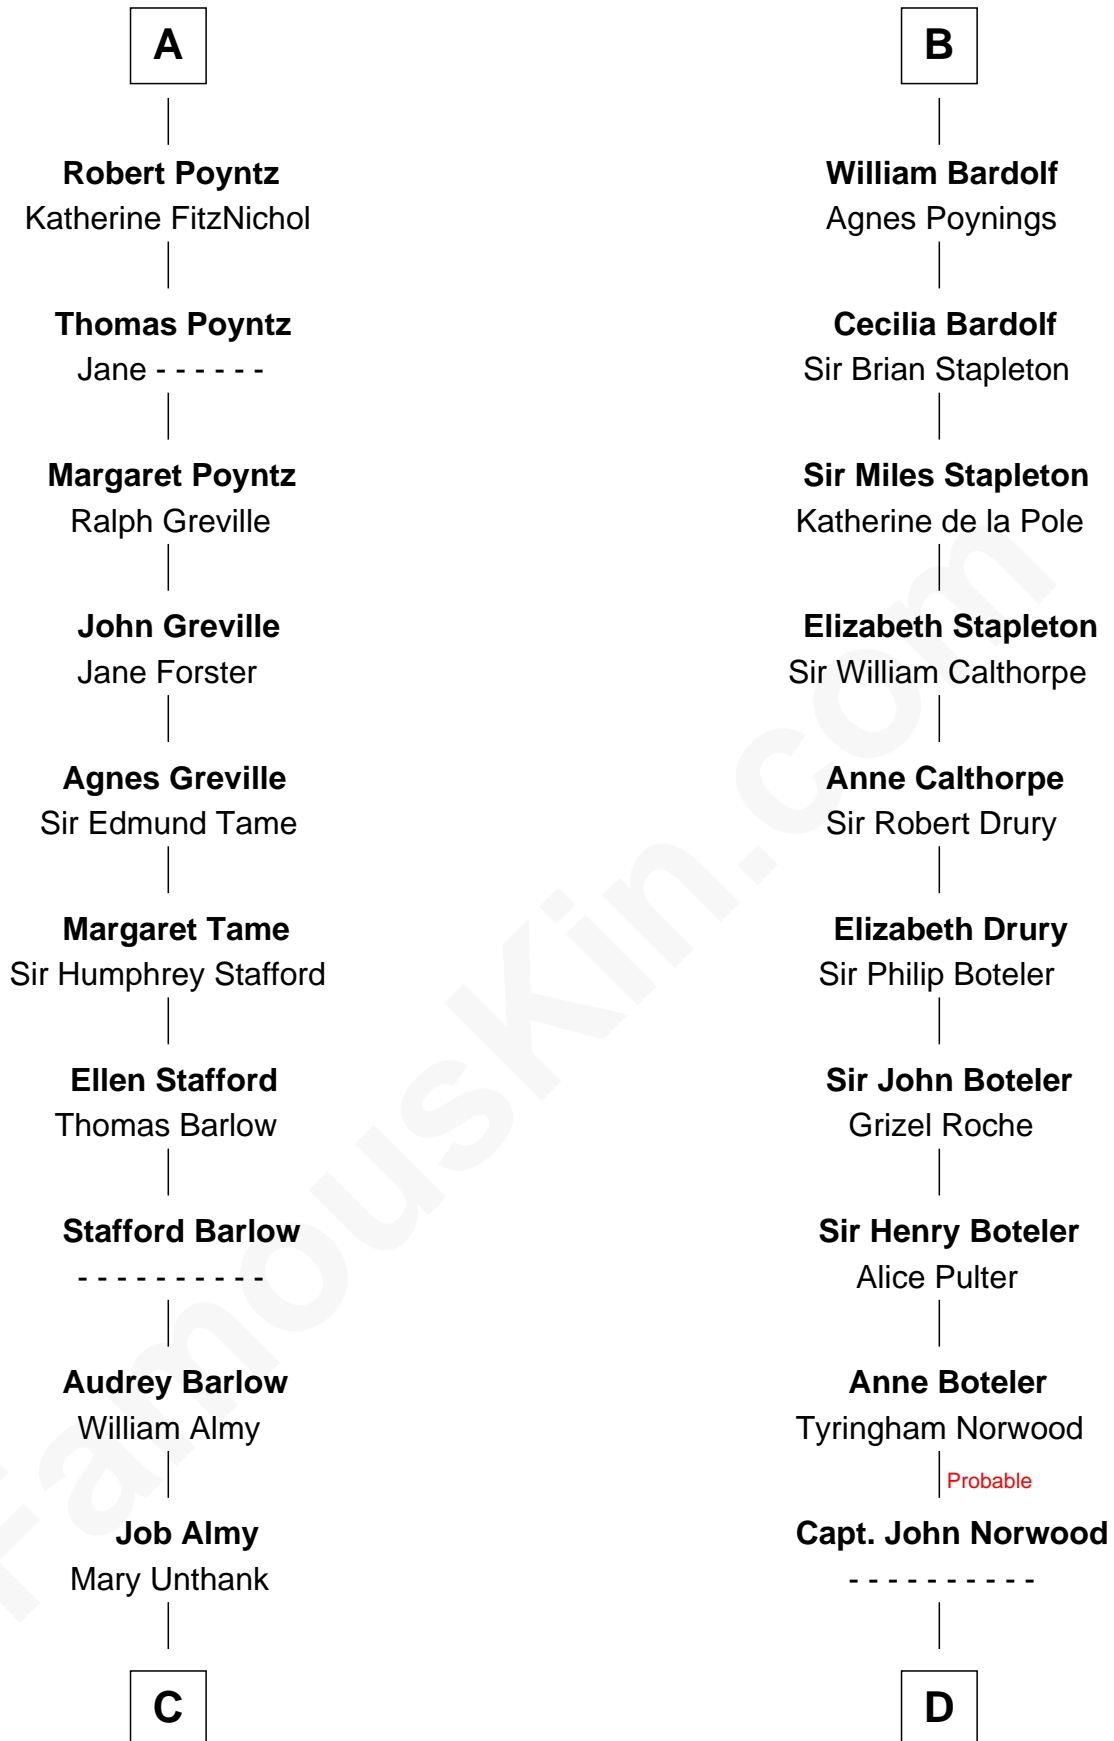 A
Robert Poyntz
Katherine FitzNichol
Thomas Poyntz
Jane - - - - - -
Margaret Poyntz
Ralph Greville
John Greville
Jane Forster
Agnes Greville
Sir Edmund Tame
Margaret Tame
Sir Humphrey Stafford
Ellen Stafford
Thomas Barlow
Stafford Barlow
- - - - - - - - - -
Audrey Barlow
William Almy
Job Almy
Mary Unthank
C
B
William Bardolf
Agnes Poynings
Cecilia Bardolf
Sir Brian Stapleton
Sir Miles Stapleton
Katherine de la Pole
Elizabeth Stapleton
Sir William Calthorpe
Anne Calthorpe
Sir Robert Drury
Elizabeth Drury
Sir Philip Boteler
Sir John Boteler
Grizel Roche
Sir Henry Boteler
Alice Pulter
Anne Boteler
Tyringham Norwood
Probable
Capt. John Norwood
- - - - - - - - - -
D
FamousKin.com